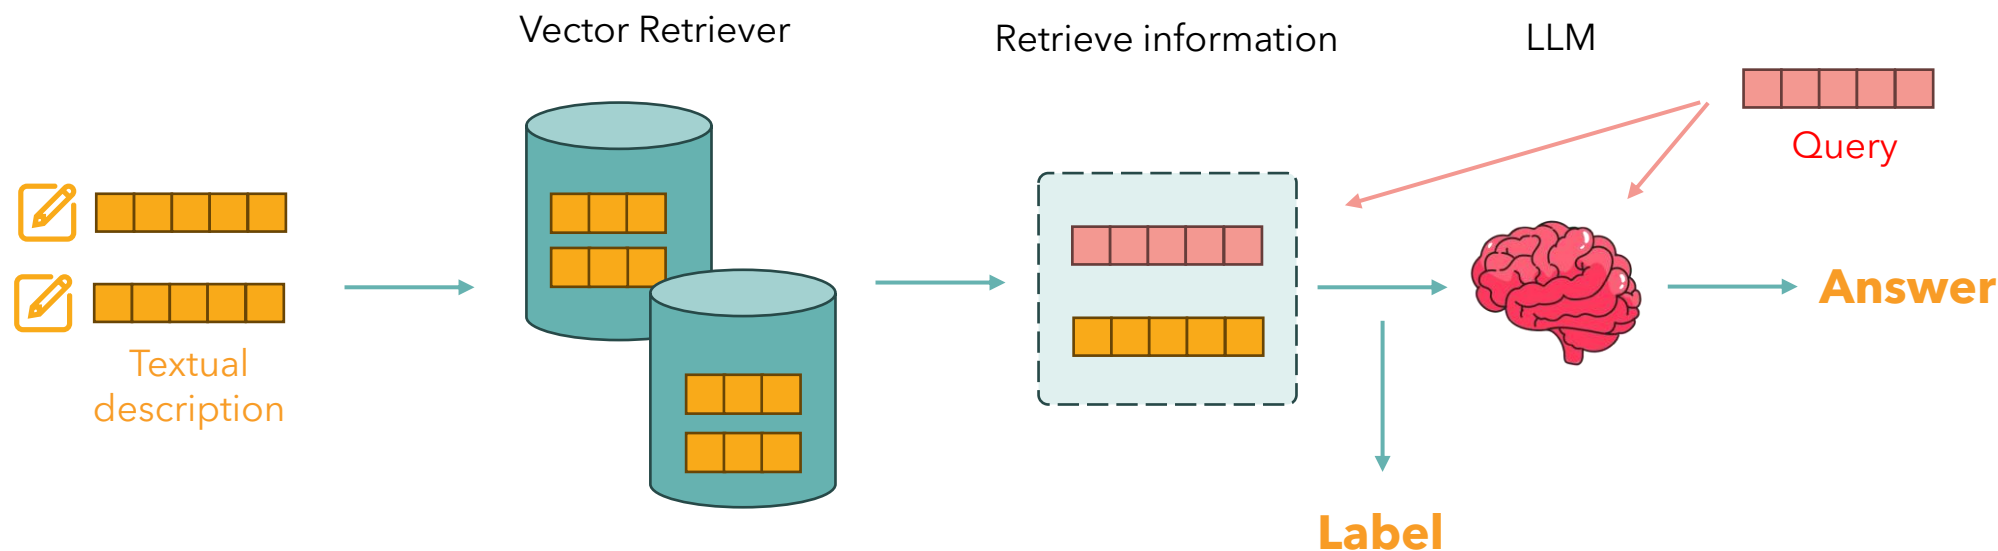 Vector Retriever
Retrieve information
LLM
Query
Textual
description
Answer
Label